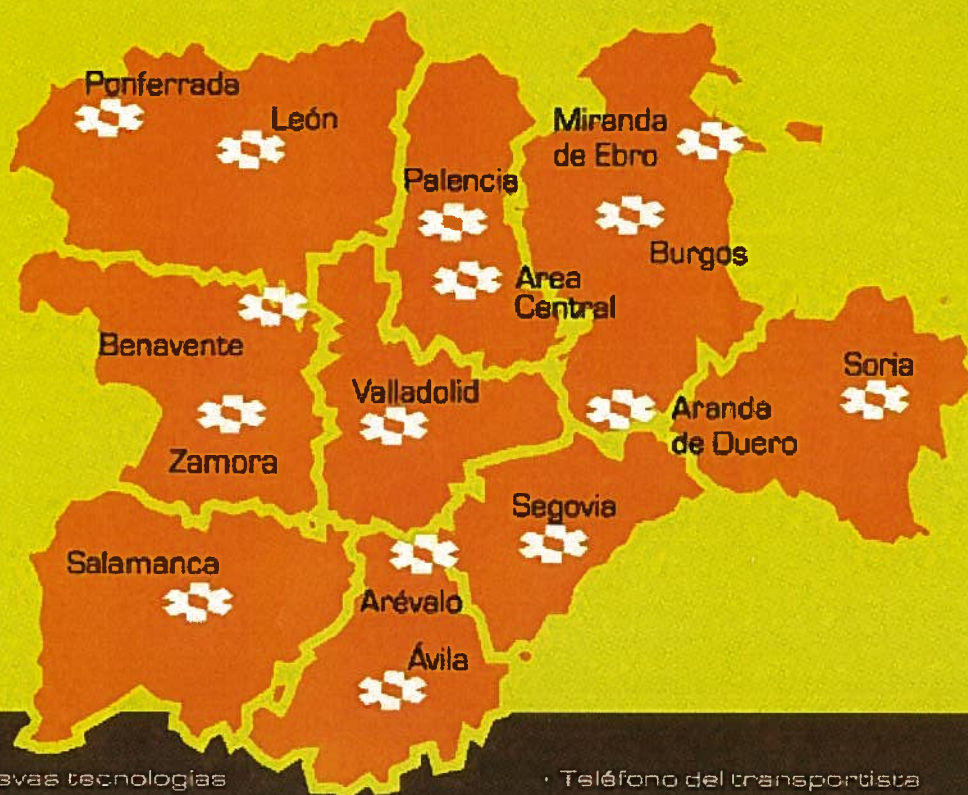 Ponferrada
León
Miranda
de Ebro
Palencia
Burgos
Area
Central
Benavente
Valladolid
Soria
Aranda
de Duero
Zamora
Segovia
Salamanca
Arévalo
Ávila
evas tecnologías
· Teléfono del transportista